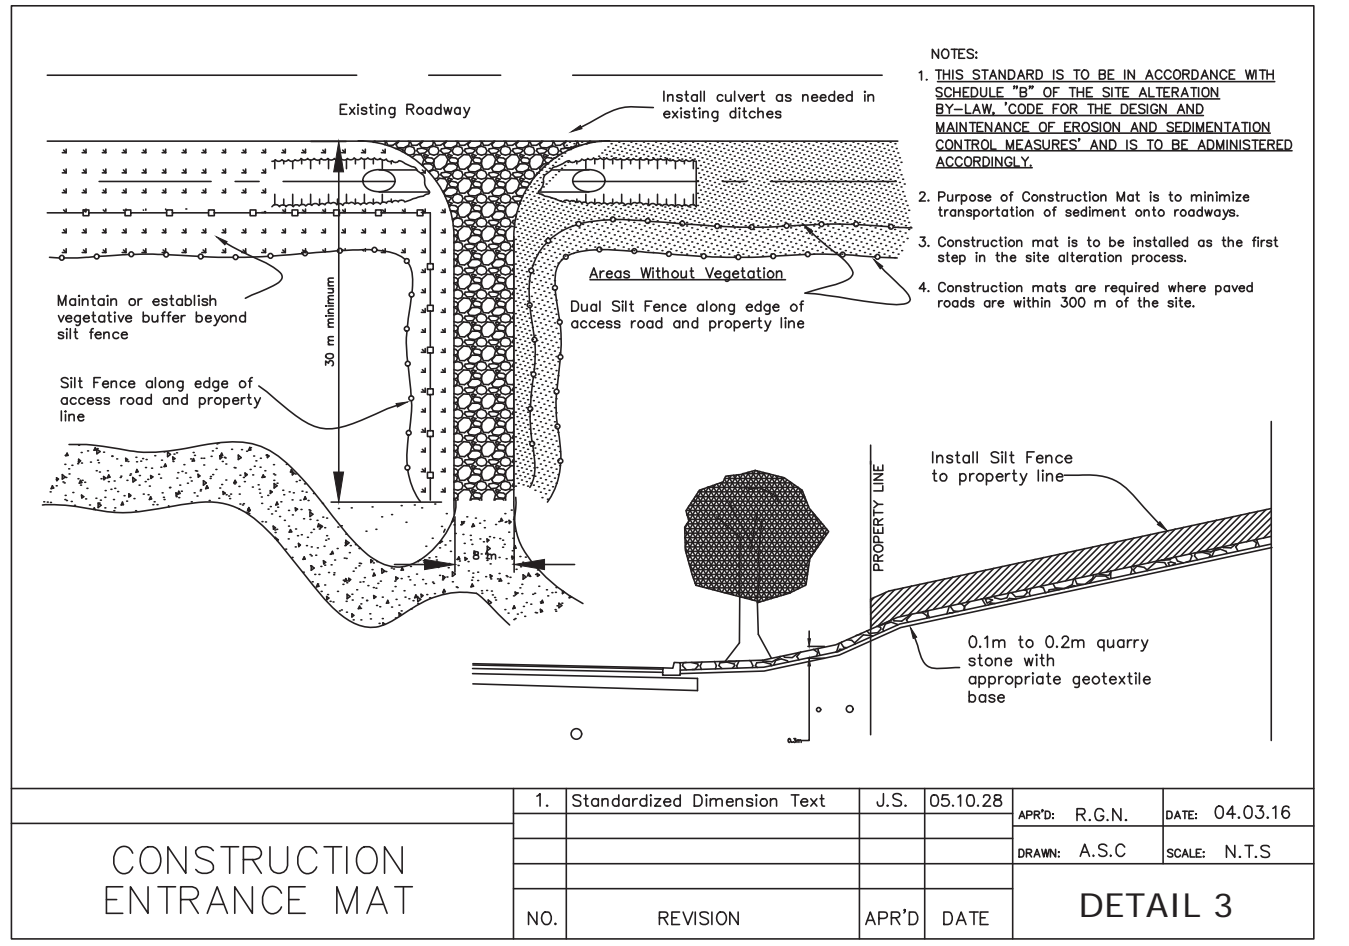 NOTES:
1. THIS STANDARD IS TO BE IN ACCORDANCE WITH
SCHEDULE "B" OF THE SITE ALTERATION
BY-LAW, 'CODE FOR THE DESIGN AND
MAINTENANCE OF EROSION AND SEDIMENTATION
CONTROL MEASURES' AND IS TO BE ADMINISTERED
ACCORDINGLY.
2. Purpose of Construction Mat is to minimize
transportation of sediment onto roadways.
3. Construction mat is to be installed as the first
step in the site alteration process.
4. Construction mats are required where paved
roads are within 300 m of the site.
Existing Roadway
Install culvert as needed in
existing ditches
Maintain or establish
vegetative buffer beyond
silt fence
30 m minimum
Areas Without Vegetation
Dual Silt Fence along edge of
access road and property line
Silt Fence along edge of
access road and property
line
8 m
PROPERTY LINE
Install Silt Fence
to property line
0.1m to 0.2m quarry
stone with
appropriate geotextile
base
CONSTRUCTION
ENTRANCE MAT
1. Standardized Dimension Text J.S. 05.10.28
NO. REVISION APR'D DATE
APR'D: R.G.N. DATE: 04.03.16
DRAWN: A.S.C SCALE: N.T.S
DETAIL 3